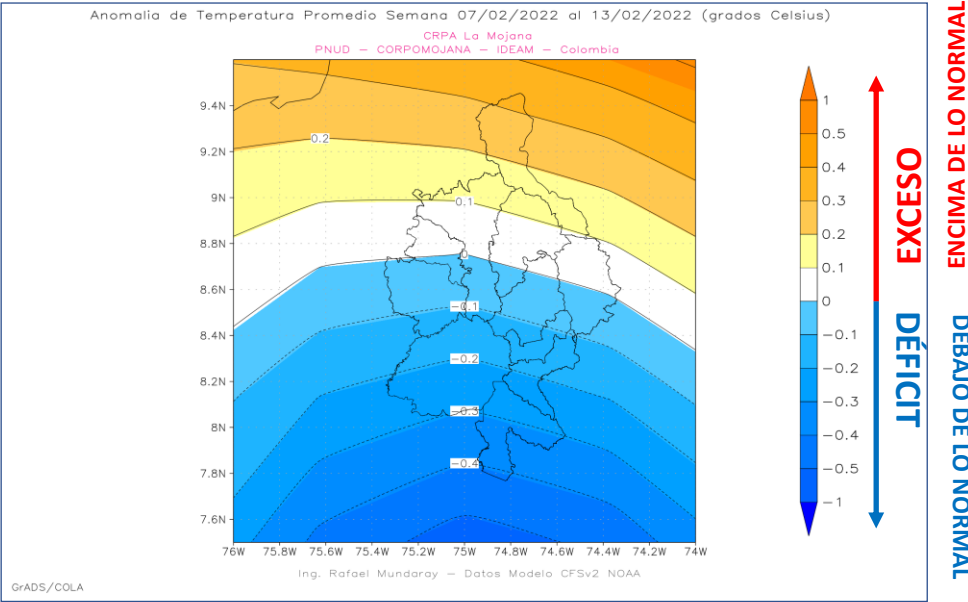 Anomalia de Temperatura Promedio Semana 07/02/2022 al 13/02/2022 (grados Celsius)
CRPA La Mojana
PNUD – CORPOMOJANA – IDEAM – Colombia
9.4N
9.2N
9N
8.8N
8.6N
8.4N
8.2N
8N
7.8N
7.6N
0.2
0.1
0
−0.1
−0.2
−0.3
−0.4
76W 75.8W 75.6W 75.4W 75.2W 75W 74.8W 74.6W 74.4W 74.2W 74W
Ing. Rafael Mundaray – Datos Modelo CFSv2 NOAA
GrADS/COLA
1
0.5
0.4
0.3
0.2
0.1
0
−0.1
−0.2
−0.3
−0.4
−0.5
−1
EXCESO
DÉFICIT
ENCIMA DE LO NORMAL
DEBAJO DE LO NORMAL